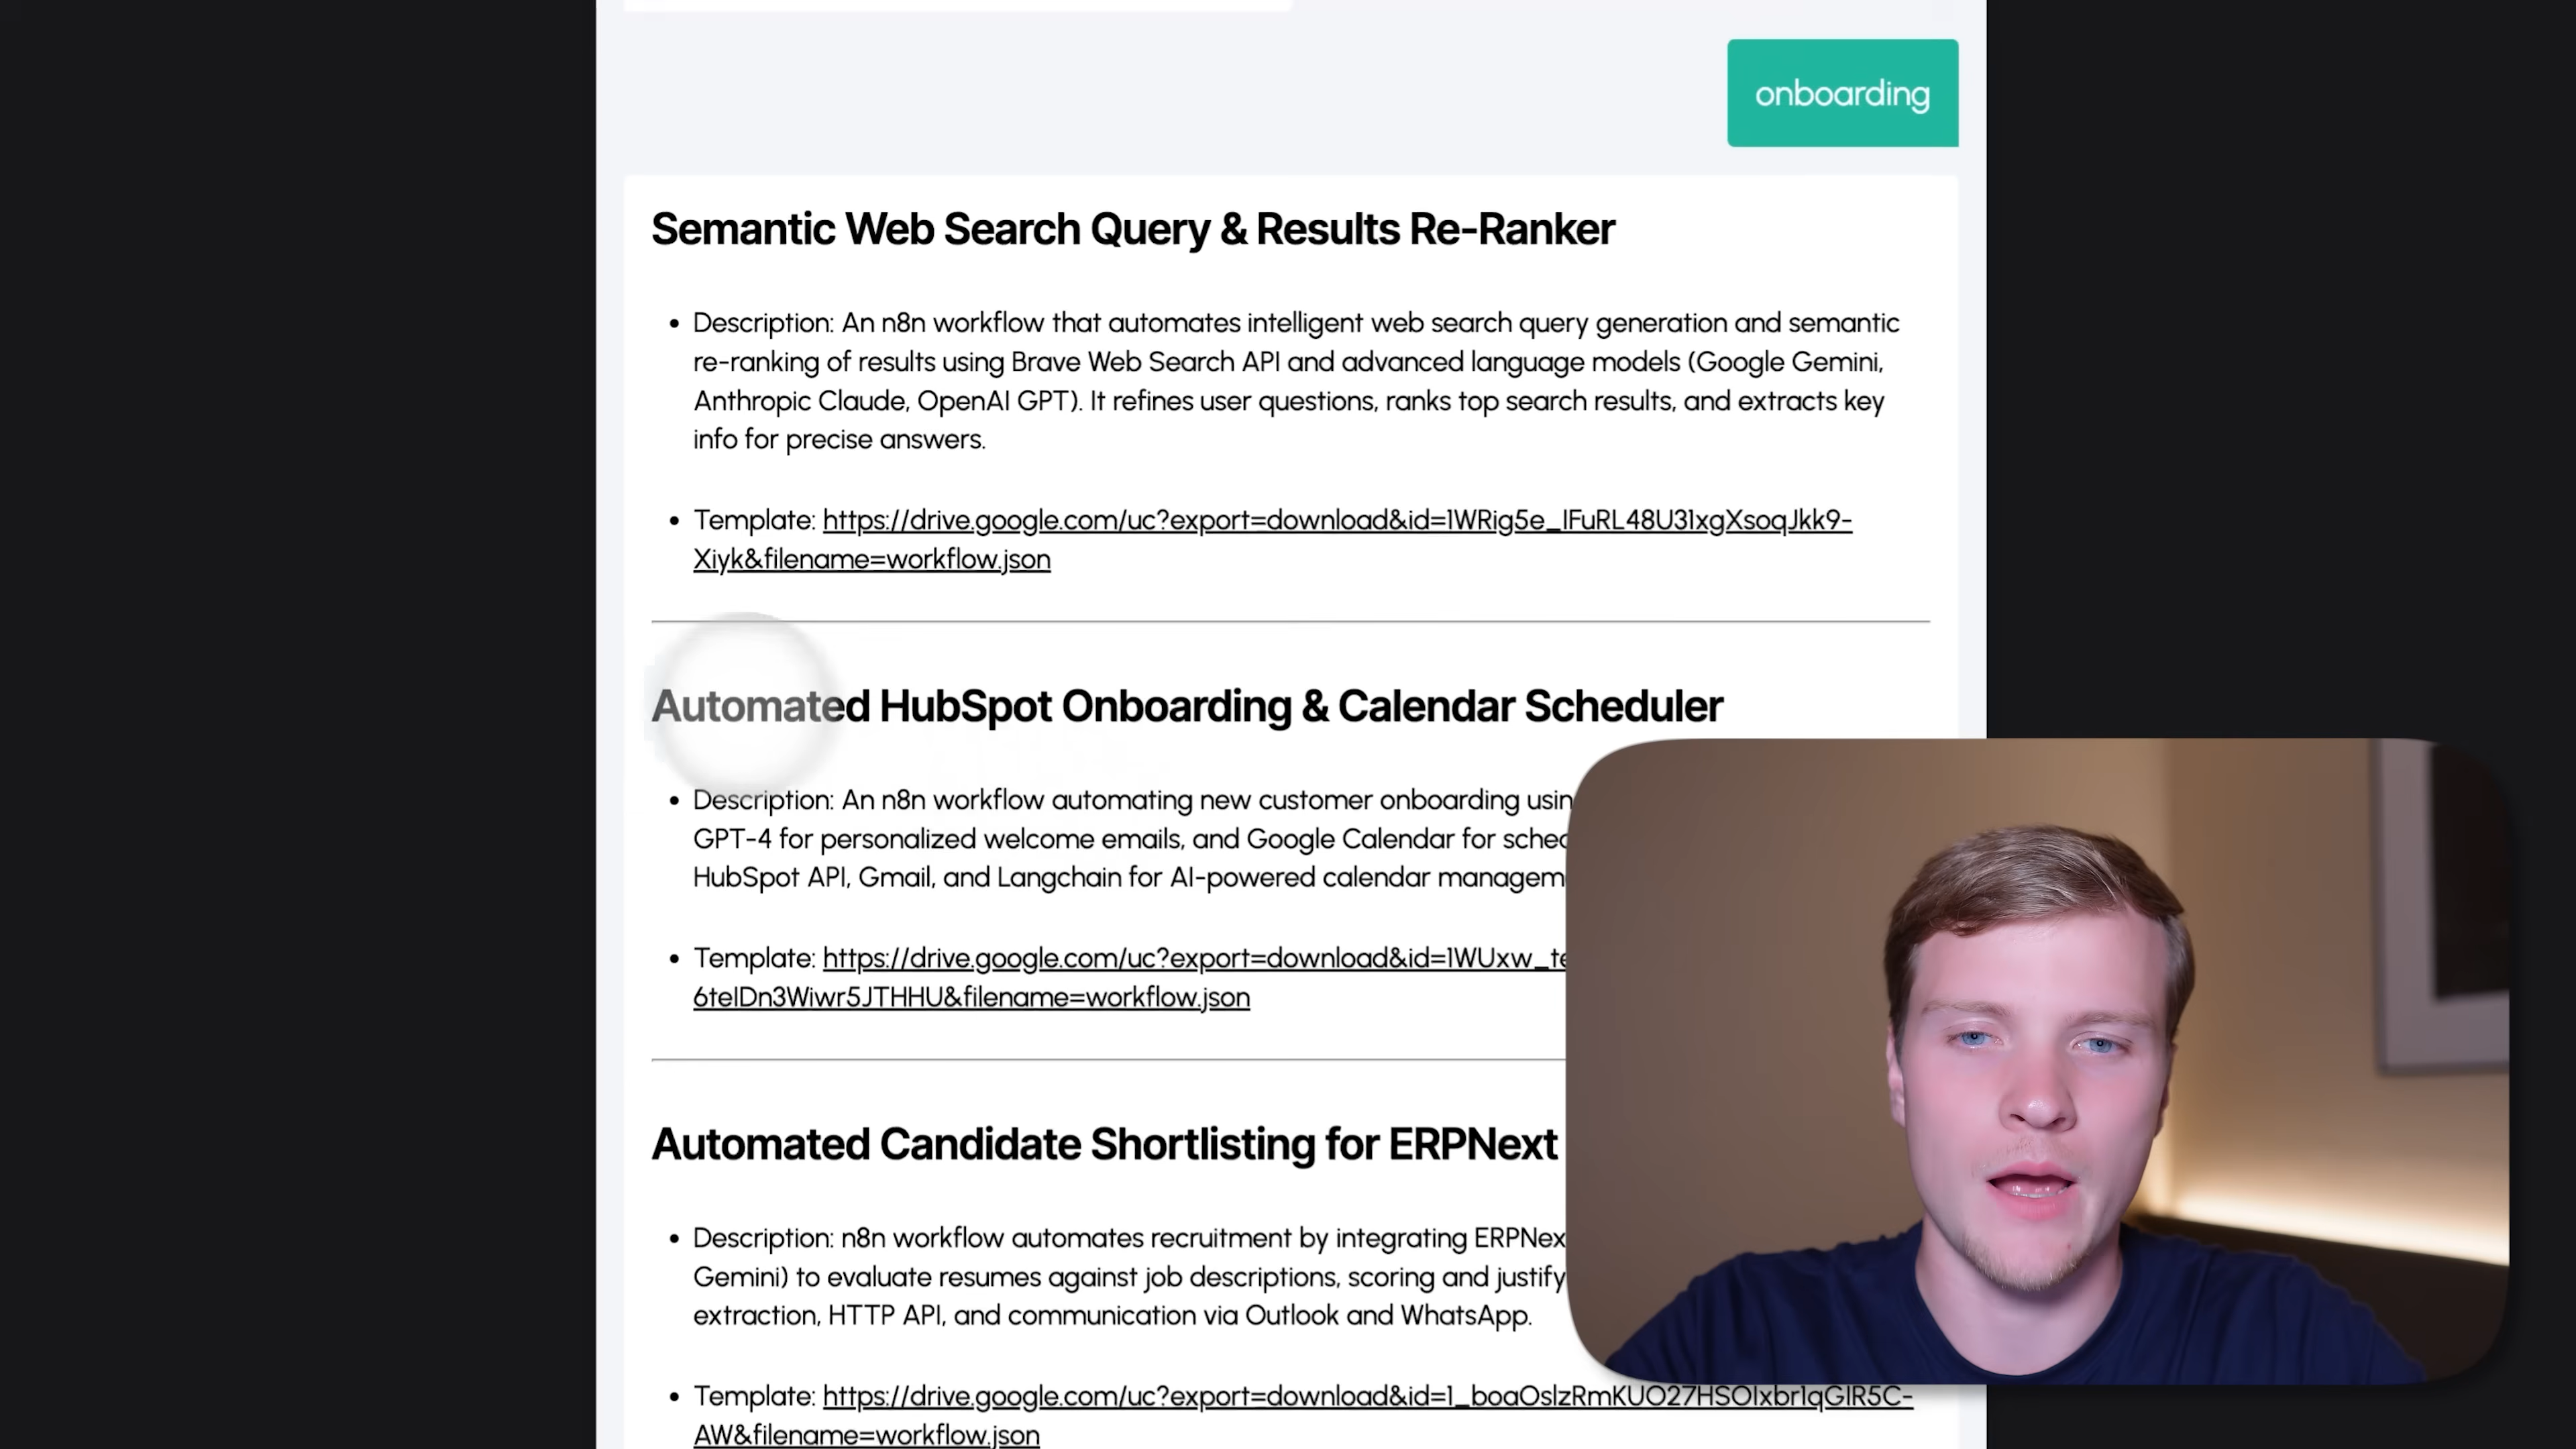 onboarding
Semantic Web Search Query & Results Re-Ranker
Description: An n8n workflow that automates intelligent web search query generation and semantic
re-ranking of results using Brave Web Search API and advanced language models (Google Gemini,
Anthropic Claude, OpenAI GPT). It refines user questions, ranks top search results, and extracts key
info for precise answers.
Template: https://drive.google.com/uc?export=download&id=1WRig5e_IFuRL48U31xgXsoqJkk9-
Xiyk&filename=workflow.json
Automated HubSpot Onboarding & Calendar Scheduler
Description: An n8n workflow automating new customer onboarding usin
GPT-4 for personalized welcome emails, and Google Calendar for sched
HubSpot API, Gmail, and Langchain for AI-powered calendar managem
Template: https://drive.google.com/uc?export=download&id=1WUxw_te
6telDn3Wiwr5JTHHU&filename=workflow.json
Automated Candidate Shortlisting for ERPNext
Description: n8n workflow automates recruitment by integrating ERPNex
Gemini) to evaluate resumes against job descriptions, scoring and justify
extraction, HTTP API, and communication via Outlook and WhatsApp.
Template: https://drive.google.com/uc?export=download&id=1_boaOslzRmKUO27HSOlxbr1qGlR5C-
AW&filename=workflow.json